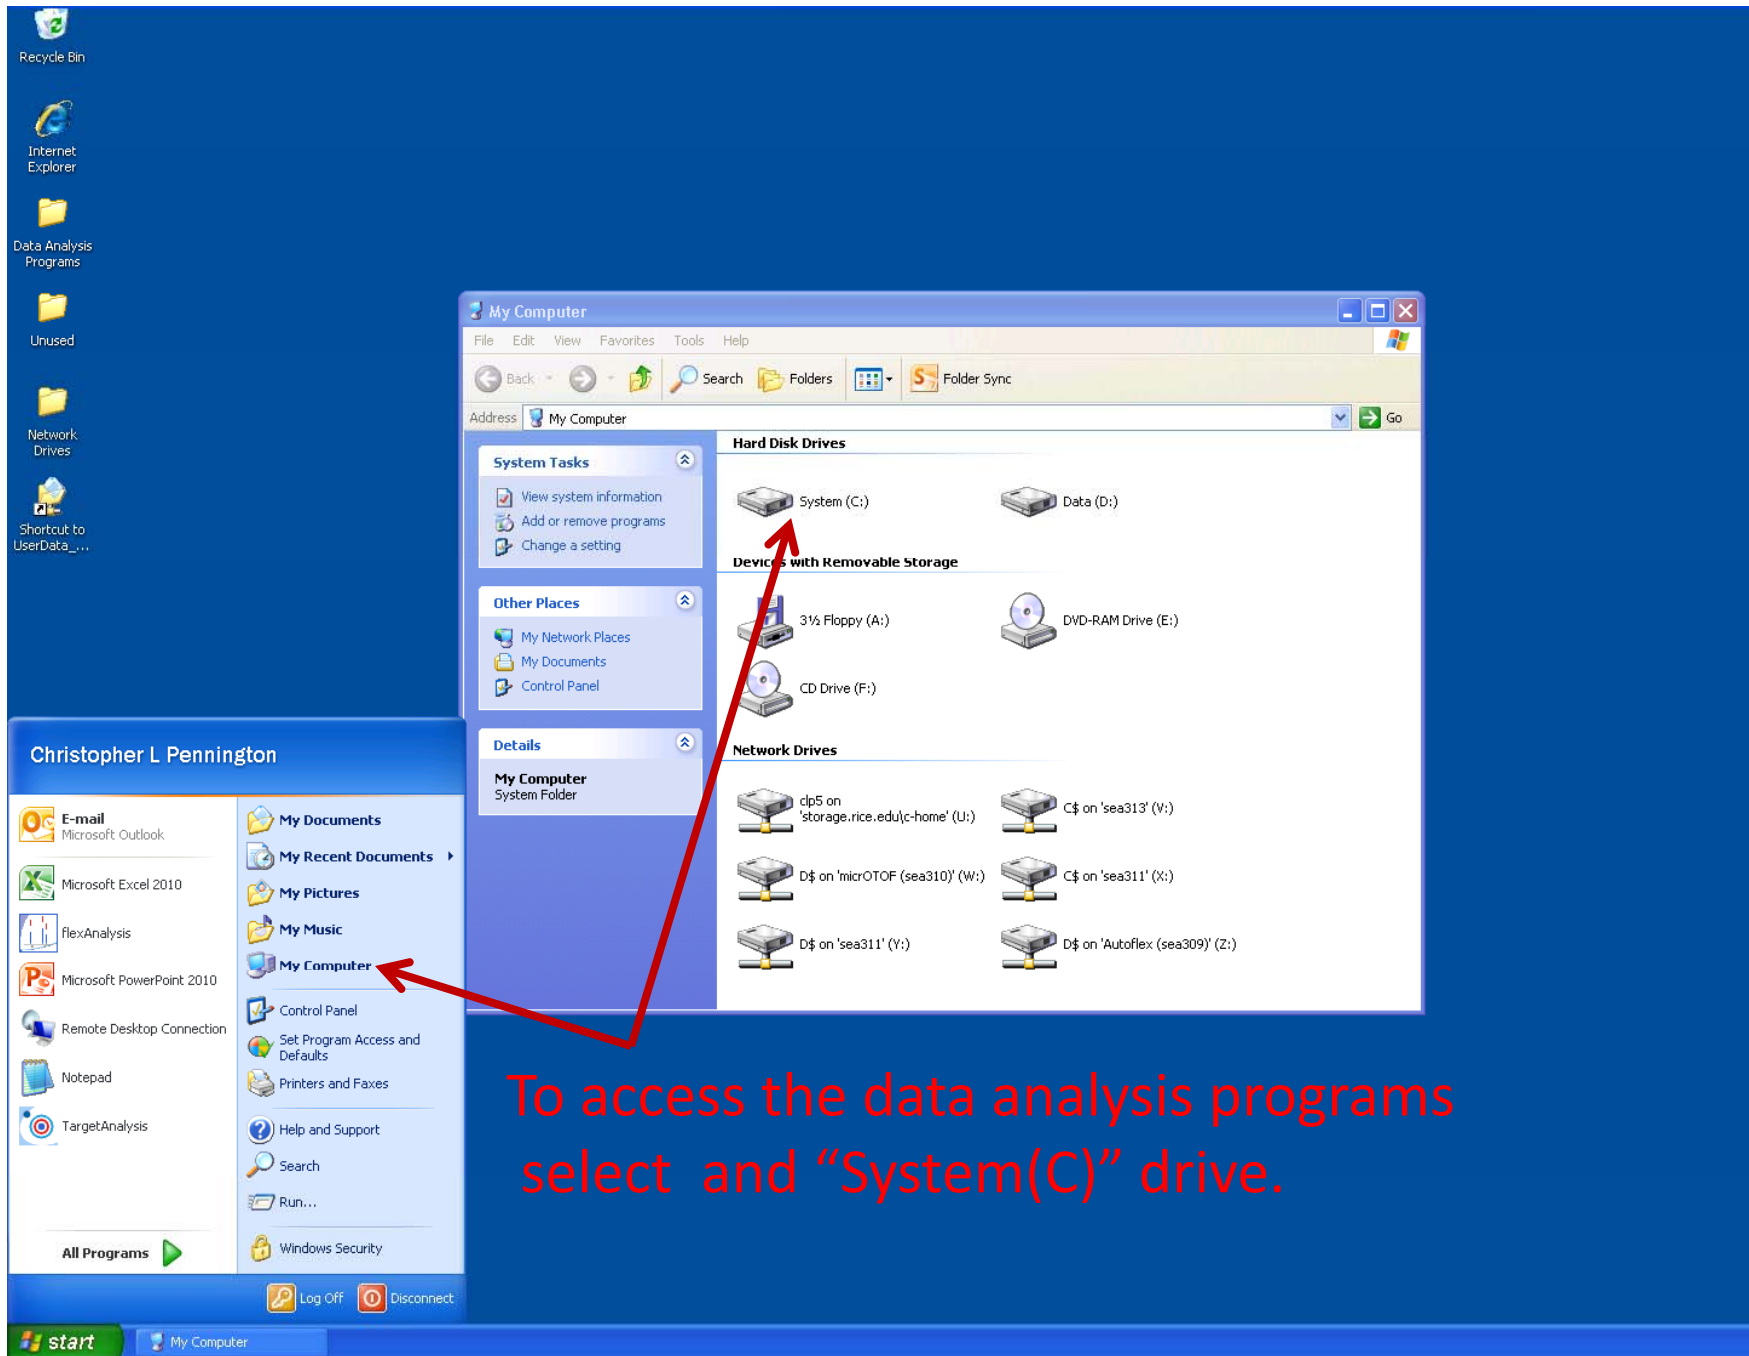 Recycle Bin
Internet
Explorer
Data Analysis
Programs
Unused
Network
Drives
Shortcut to
UserData_...
My Computer
File Edit View Favorites Tools Help
Back Search Folders Folder Sync
Address My Computer Go
System Tasks
View system information
Add or remove programs
Change a setting
Other Places
My Network Places
My Documents
Control Panel
Details
My Computer
System Folder
Hard Disk Drives
System (C:) Data (D:)
Devices with Removable Storage
3½ Floppy (A:) DVD-RAM Drive (E:)
CD Drive (F:)
Network Drives
clp5 on
'storage.rice.edu\c-home' (U:) C$ on 'sea313' (V:)
D$ on 'micrOTOF (sea310)' (W:) C$ on 'sea311' (X:)
D$ on 'sea311' (Y:) D$ on 'Autoflex (sea309)' (Z:)
Christopher L Pennington
E-mail
Microsoft Outlook
Microsoft Excel 2010
flexAnalysis
Microsoft PowerPoint 2010
Remote Desktop Connection
Notepad
TargetAnalysis
All Programs
My Documents
My Recent Documents
My Pictures
My Music
My Computer
Control Panel
Set Program Access and
Defaults
Printers and Faxes
Help and Support
Search
Run...
Windows Security
Log Off Disconnect
To access the data analysis programs
select and “System(C)” drive.
start My Computer